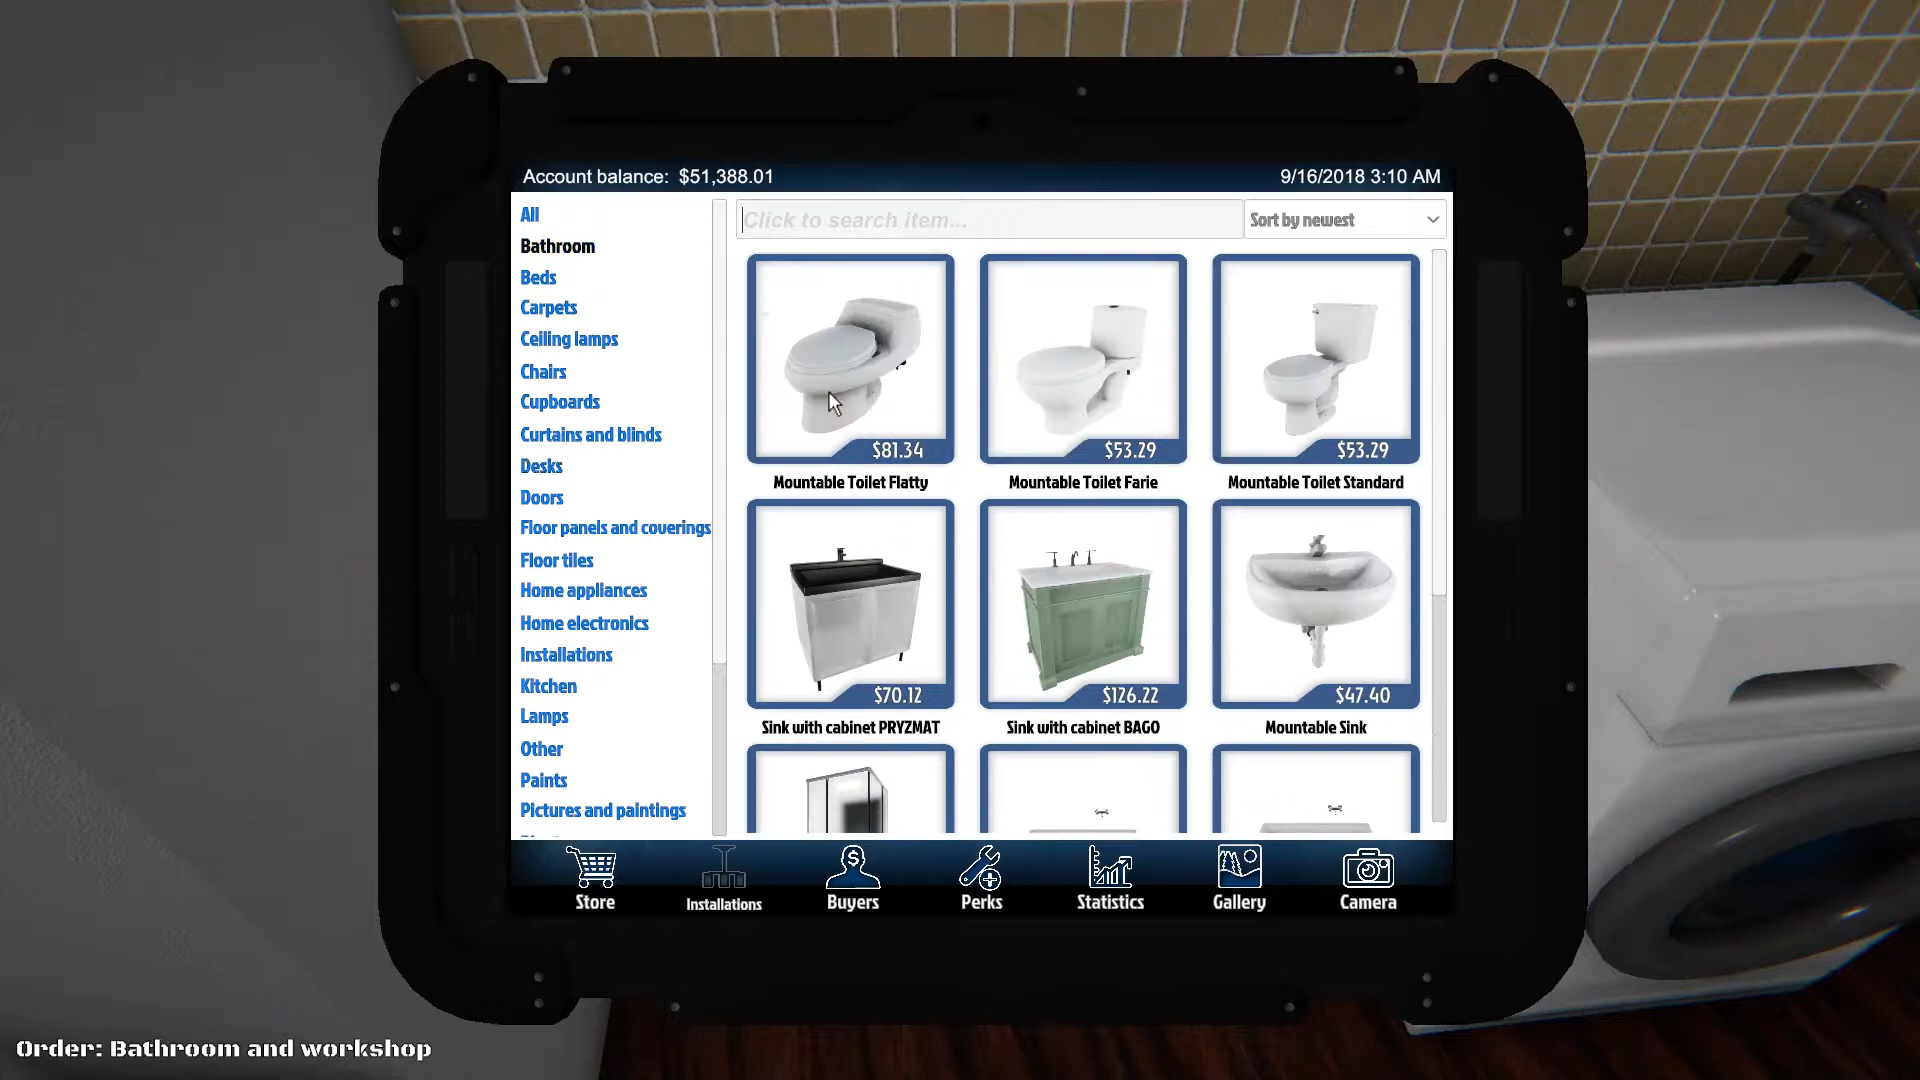 Account balance: $51,388.01
9/16/2018 3:10 AM
All
Bathroom
Beds
Carpets
Ceiling lamps
Chairs
Cupboards
Curtains and blinds
Desks
Doors
Floor panels and coverings
Floor tiles
Home appliances
Home electronics
Installations
Kitchen
Lamps
Other
Paints
Pictures and paintings
Click to search item...
Sort by newest
$81.34
$53.29
$53.29
Mountable Toilet Flatty
Mountable Toilet Farie
Mountable Toilet Standard
$70.12
$126.22
$47.40
Sink with cabinet PRYZMAT
Sink with cabinet BAGO
Mountable Sink
Store
Installations
Buyers
Perks
Statistics
Gallery
Camera
Order: Bathroom and workshop